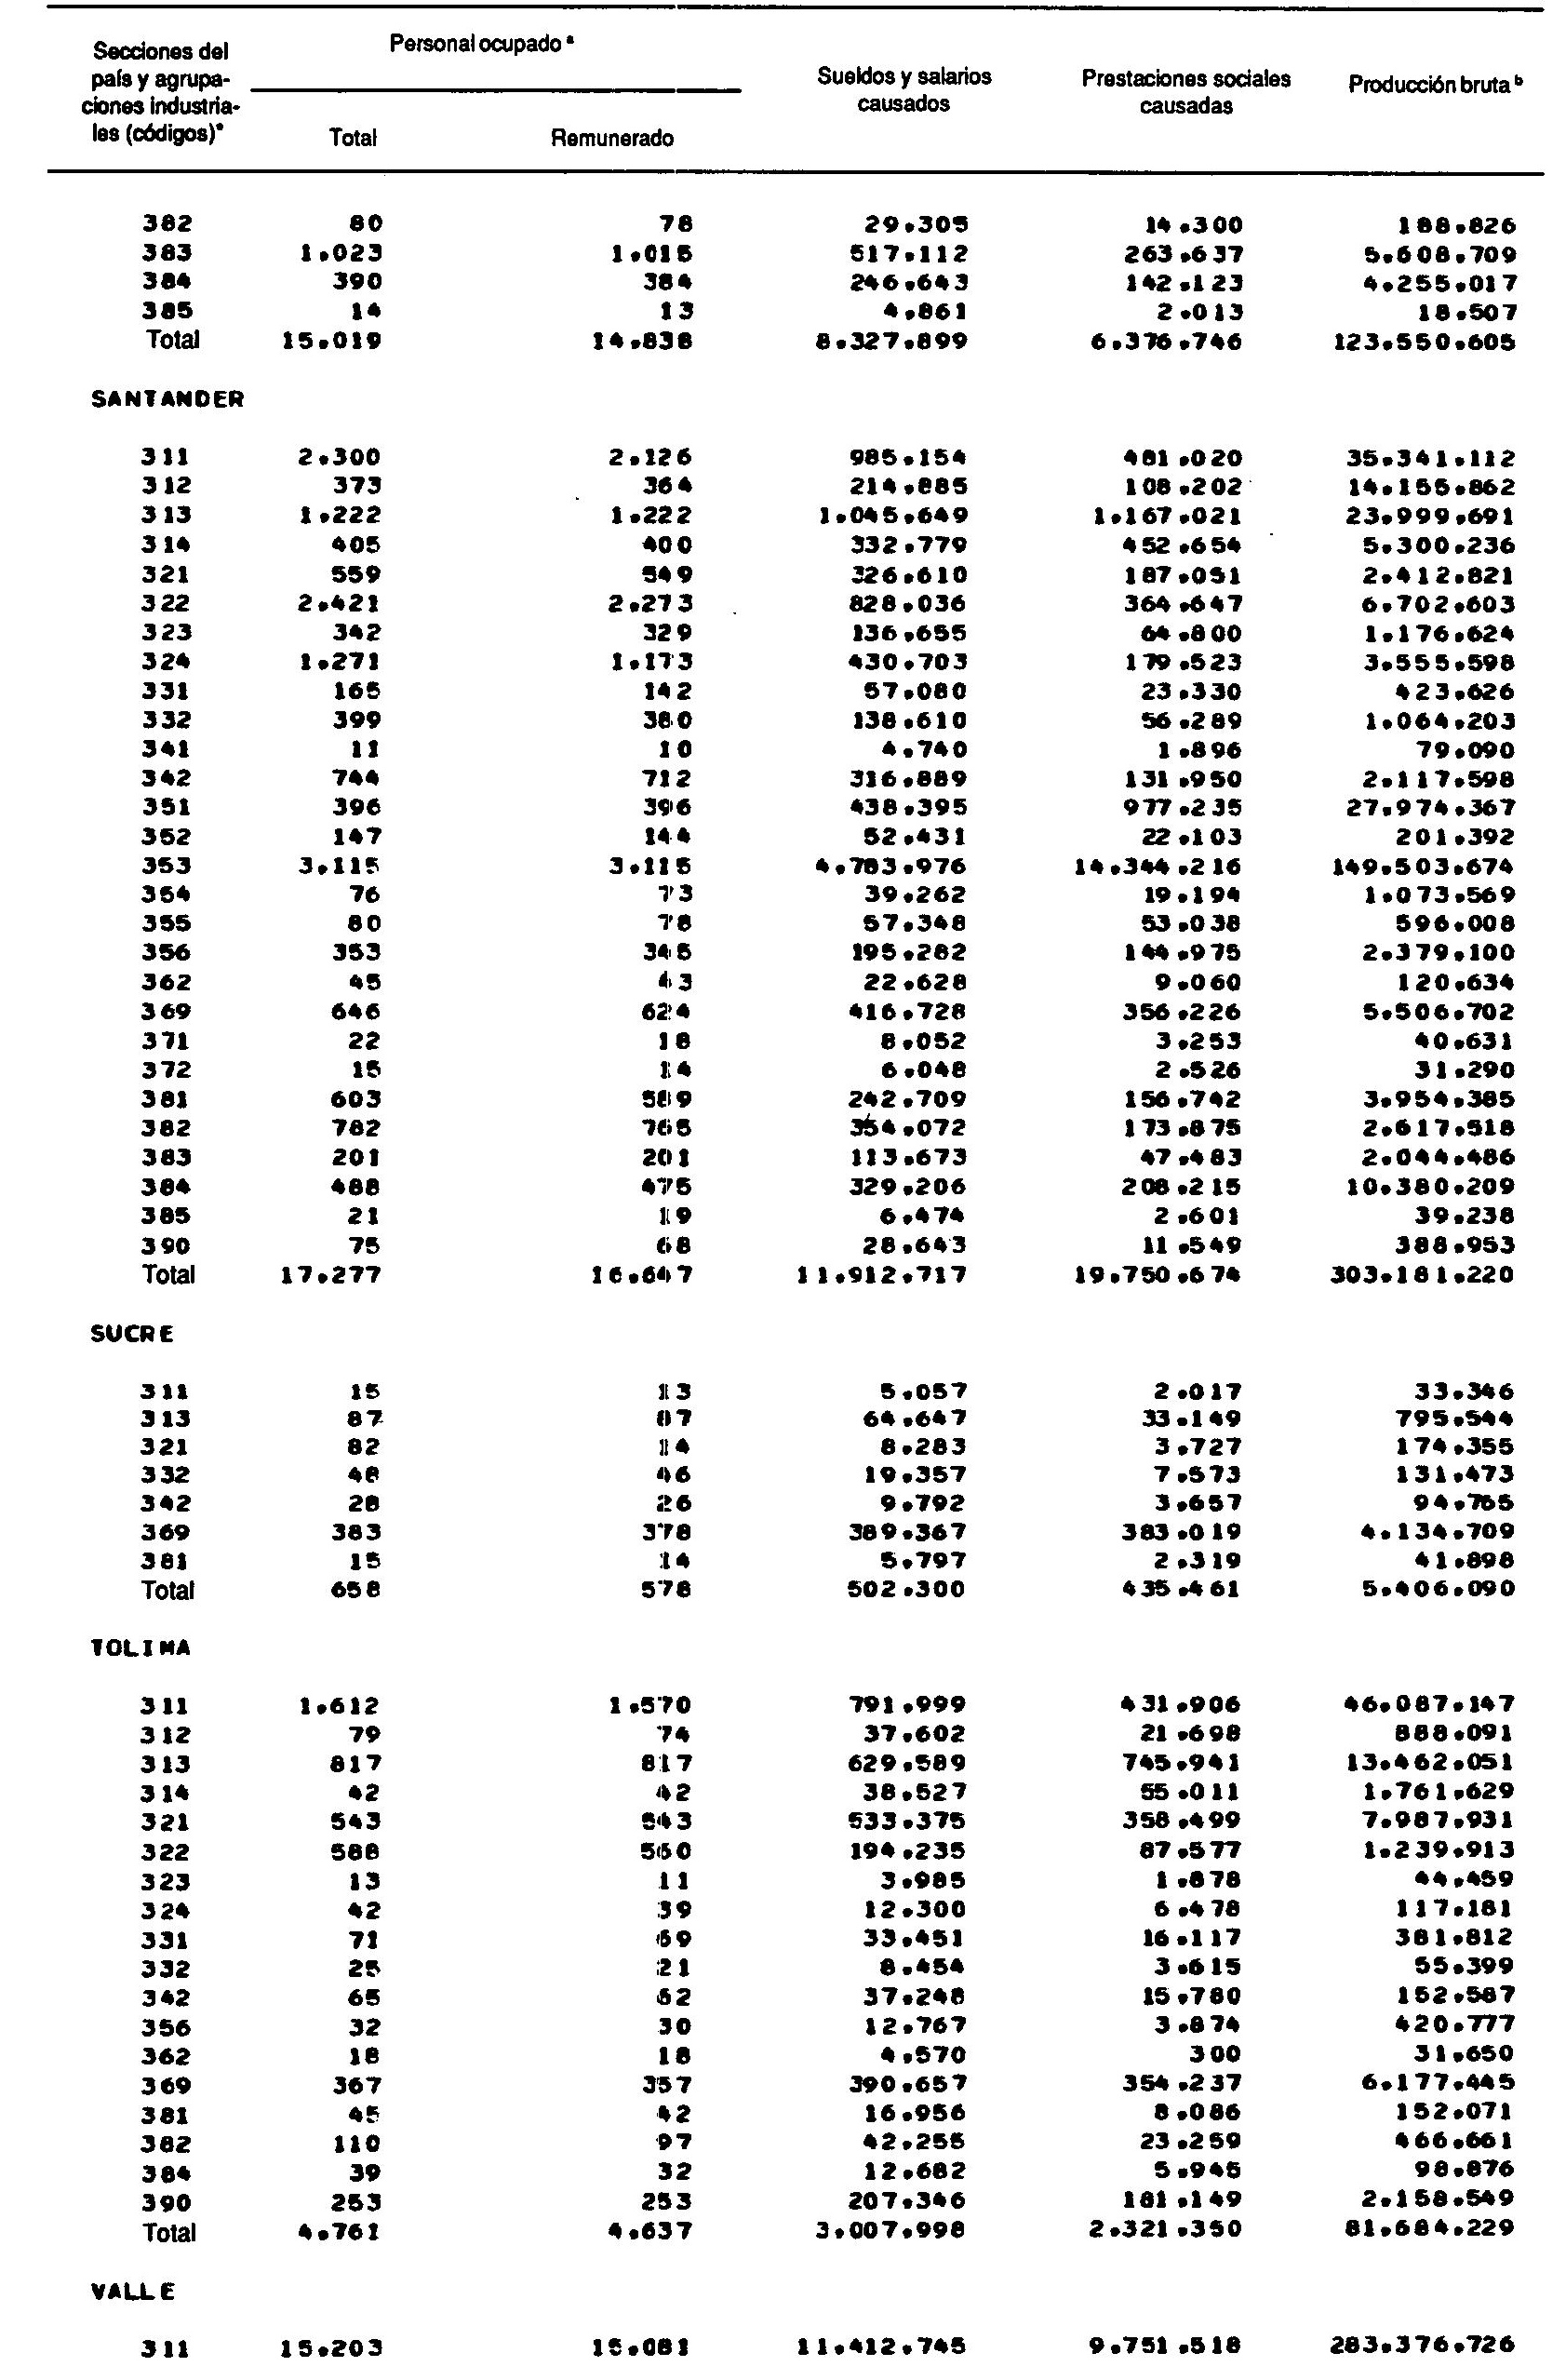 Secciones del país y agrupaciones industriales (códigos)* Personal ocupado a Sueldos y salarios causados Prestaciones sociales causadas Producción bruta b
Total Remunerado
382 80 78 29.305 14.300 188.826
383 1.023 1.015 517.112 263.637 5.608.709
384 390 384 246.643 142.123 4.255.017
385 14 13 4.861 2.013 18.507
Total 15.019 14.838 8.327.899 6.376.746 123.550.605
SANTANDER
311 2.300 2.126 985.154 481.020 35.341.112
312 373 364 214.885 108.202 14.155.862
313 1.222 1.222 1.045.649 1.167.021 23.999.691
314 405 400 332.779 452.654 5.300.236
321 559 549 326.610 187.051 2.412.821
322 2.421 2.273 828.036 364.647 6.702.603
323 342 329 136.655 64.800 1.176.624
324 1.271 1.173 430.703 179.523 3.555.598
331 165 142 57.080 23.330 423.626
332 399 380 138.610 56.289 1.064.203
341 11 10 4.740 1.896 79.090
342 744 712 316.889 131.950 2.117.598
351 396 396 438.395 977.235 27.974.367
352 147 144 52.431 22.103 201.392
353 3.115 3.115 4.783.976 14.344.216 149.503.674
354 76 73 39.262 19.194 1.073.569
355 80 78 57.348 53.038 596.008
356 353 345 195.282 144.975 2.379.100
362 45 43 22.628 9.060 120.634
369 646 624 416.728 356.226 5.506.702
371 22 18 8.052 3.253 40.631
372 15 14 6.048 2.526 31.290
381 603 589 242.709 156.742 3.954.385
382 782 765 354.072 173.875 2.617.518
383 201 201 113.673 47.483 2.044.486
384 488 475 329.206 208.215 10.380.209
385 21 19 6.474 2.601 39.238
390 75 68 28.643 11.549 388.953
Total 17.277 16.647 11.912.717 19.750.674 303.181.220
SUCRE
311 15 13 5.057 2.017 33.346
313 87 87 64.647 33.149 795.544
321 82 14 8.283 3.727 174.355
332 48 46 19.357 7.573 131.473
342 28 26 9.792 3.657 94.765
369 383 378 389.367 383.019 4.134.709
381 15 14 5.797 2.319 41.898
Total 658 578 502.300 435.461 5.406.090
TOLIMA
311 1.612 1.570 791.999 431.906 46.087.147
312 79 74 37.602 21.698 888.091
313 817 817 629.589 745.941 13.462.051
314 42 42 38.527 55.011 1.761.629
321 543 543 533.375 358.499 7.987.931
322 588 560 194.235 87.577 1.239.913
323 13 11 3.985 1.878 44.459
324 42 39 12.300 6.478 117.181
331 71 69 33.451 16.117 381.812
332 25 21 8.454 3.615 55.399
342 65 62 37.248 15.780 152.587
356 32 30 12.767 3.874 420.777
362 18 18 4.570 300 31.650
369 367 357 390.657 354.237 6.177.445
381 45 42 16.956 8.086 152.071
382 110 97 42.255 23.259 466.661
384 39 32 12.682 5.945 98.876
390 253 253 207.346 181.149 2.158.549
Total 4.761 4.637 3.007.998 2.321.350 81.684.229
VALLE
311 15.203 15.081 11.412.745 9.751.518 283.376.726